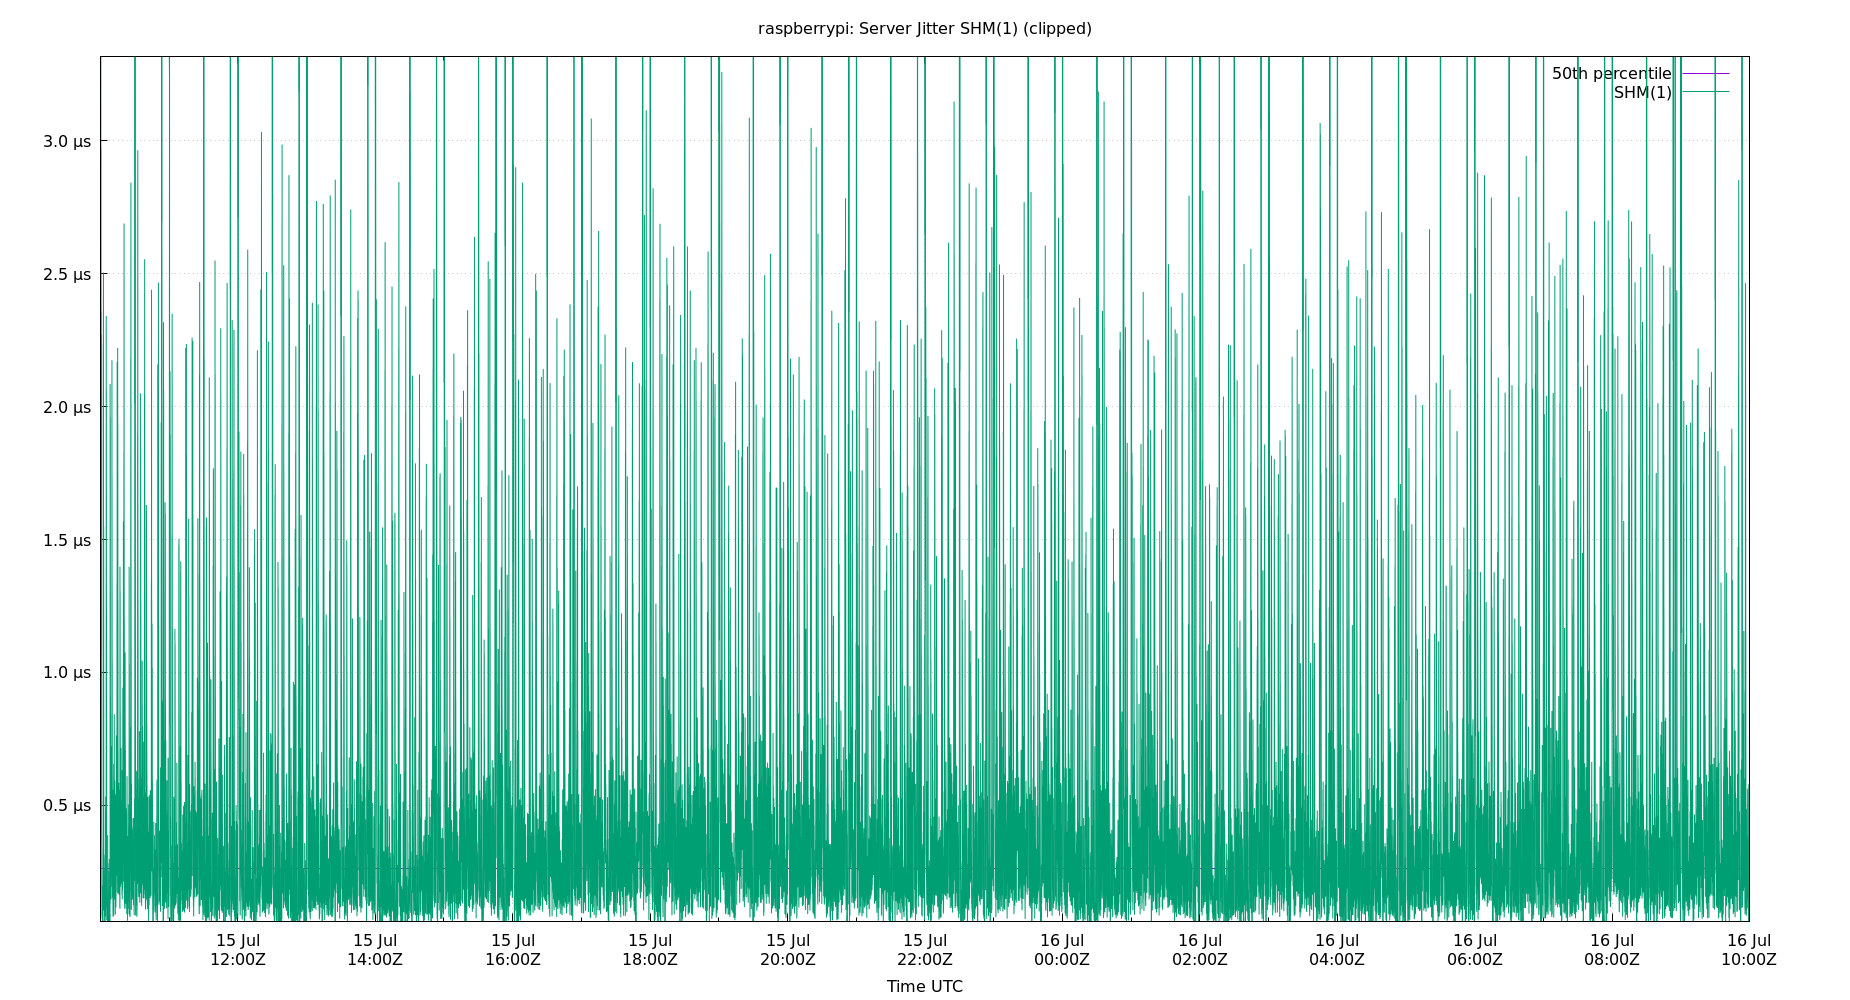 raspberrypi: Server Jitter SHM(1) (clipped)
50th percentile
SHM(1)
3.0 µs
2.5 µs
2.0 µs
1.5 µs
1.0 µs
0.5 µs
15 Jul 15 Jul 15 Jul 15 Jul 15 Jul 15 Jul 16 Jul 16 Jul 16 Jul 16 Jul 16 Jul 16 Jul
12:00Z 14:00Z 16:00Z 18:00Z 20:00Z 22:00Z 00:00Z 02:00Z 04:00Z 06:00Z 08:00Z 10:00Z
Time UTC